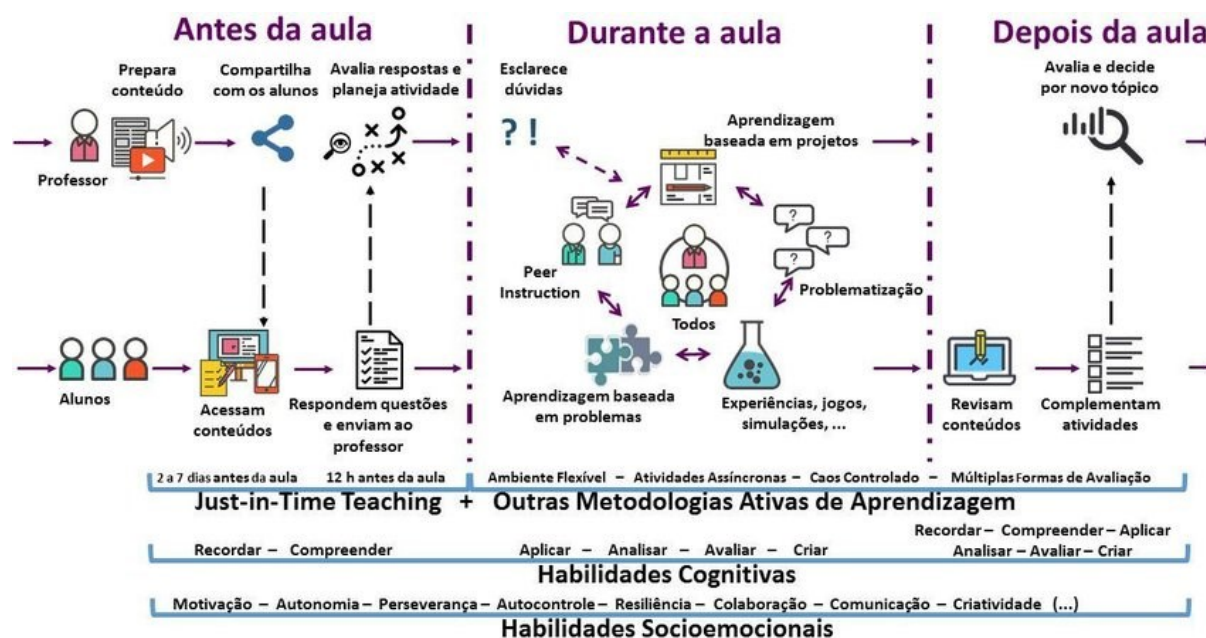 Antes da aula
Durante a aula
Depois da aula
Prepara
conteúdo
Compartilha
com os alunos
Avalia respostas e
planeja atividade
Professor
Alunos
Acessam
conteúdos
Respondem questões
e enviam ao
professor
Esclarece
dúvidas
? !
Aprendizagem
baseada em projetos
Peer
Instruction
?
?
?
Problematização
Todos
Aprendizagem baseada
em problemas
Experiências, jogos,
simulações, ...
Avalia e decide
por novo tópico
Revisam
conteúdos
Complementam
atividades
2 a 7 dias antes da aula
12 h antes da aula
Ambiente Flexível – Atividades Assíncronas – Caos Controlado – Múltiplas Formas de Avaliação
Just-in-Time Teaching + Outras Metodologias Ativas de Aprendizagem
Recordar – Compreender
Aplicar – Analisar – Avaliar – Criar
Recordar – Compreender – Aplicar
Analisar – Avaliar – Criar
Habilidades Cognitivas
Motivação – Autonomia – Perseverança – Autocontrole – Resiliência – Colaboração – Comunicação – Criatividade (...)
Habilidades Socioemocionais